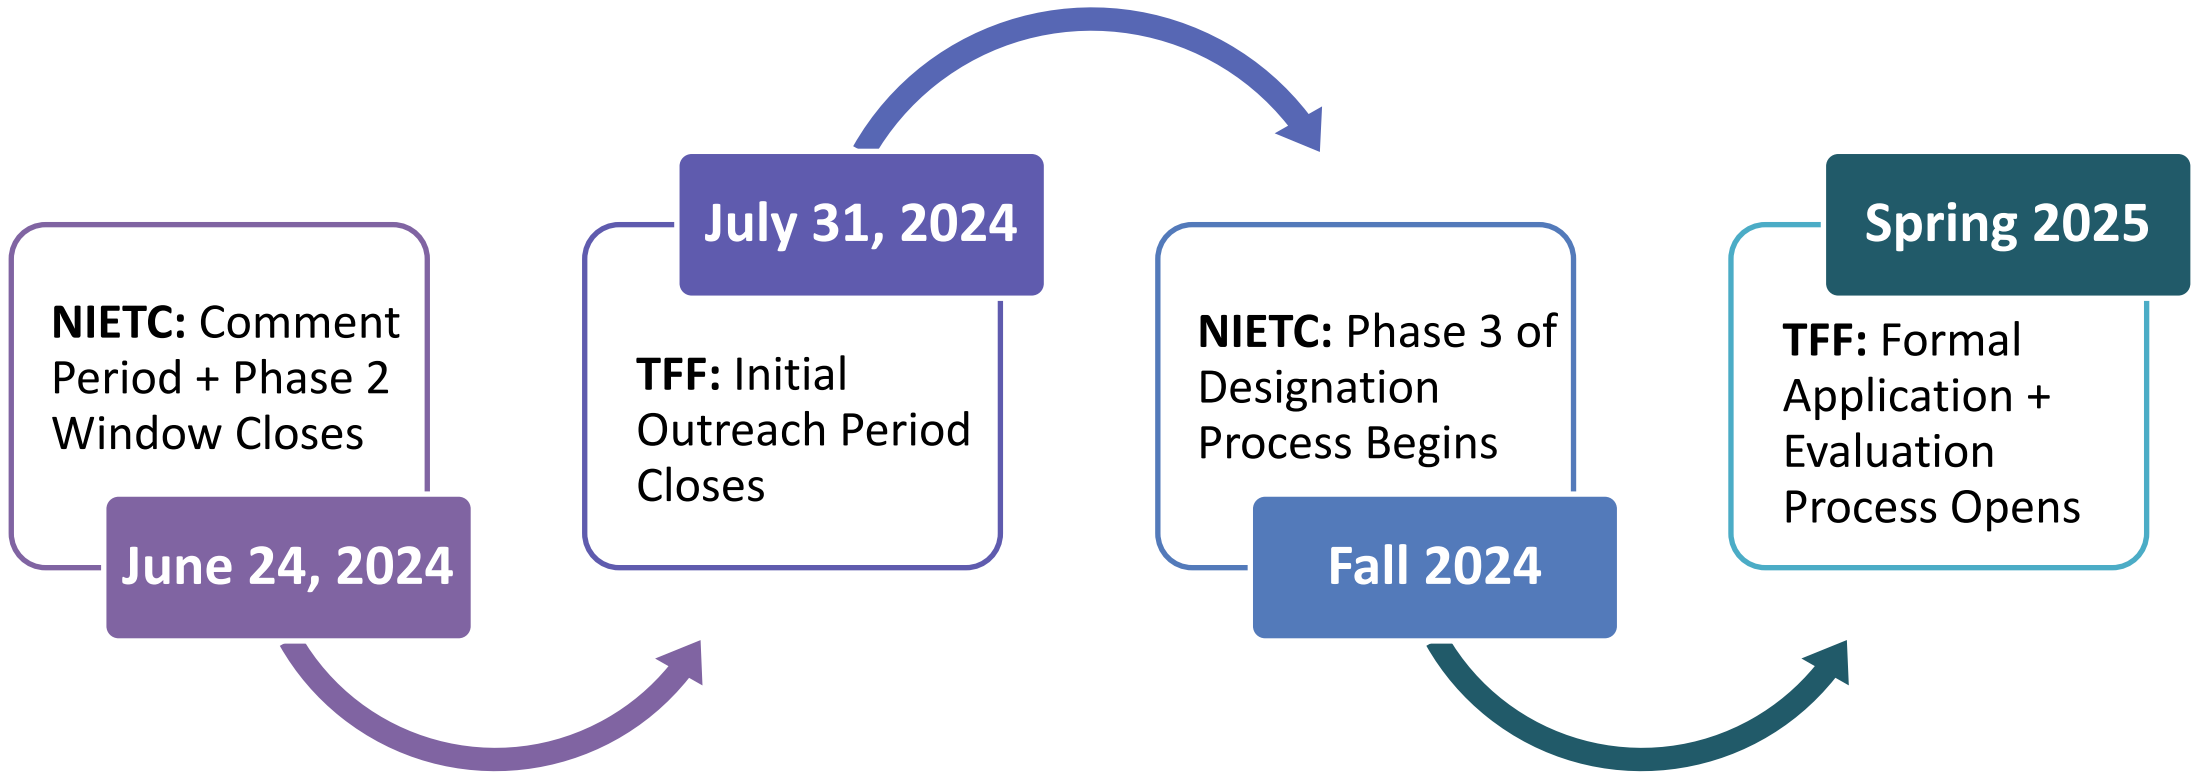 NIETC: Comment
Period + Phase 2
Window Closes
June 24, 2024
July 31, 2024
TFF: Initial
Outreach Period
Closes
NIETC: Phase 3 of
Designation
Process Begins
Fall 2024
Spring 2025
TFF: Formal
Application +
Evaluation
Process Opens